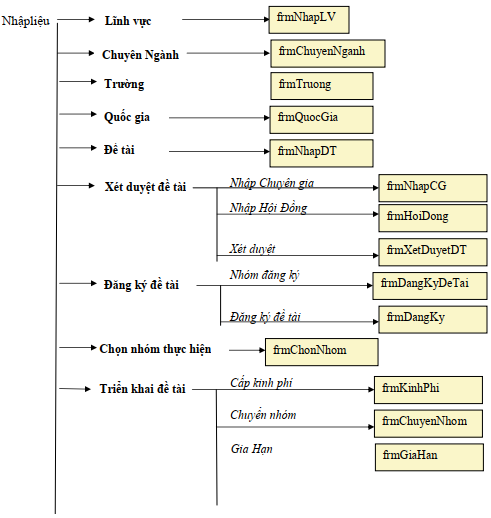 Nhậpliệu
Lĩnh vực
frmNhapLV
Chuyên Ngành
frmChuyenNganh
Trường
frmTruong
Quốc gia
frmQuocGia
Đề tài
frmNhapDT
Xét duyệt đề tài
Nhập Chuyên gia
frmNhapCG
Nhập Hội Đồng
frmHoiDong
Xét duyệt
frmXetDuyetDT
Đăng ký đề tài
Nhóm đăng ký
frmDangKyDeTai
Đăng ký đề tài
frmDangKy
Chọn nhóm thực hiện
frmChonNhom
Triển khai đề tài
Cấp kinh phí
frmKinhPhi
Chuyển nhóm
frmChuyenNhom
Gia Hạn
frmGiaHan